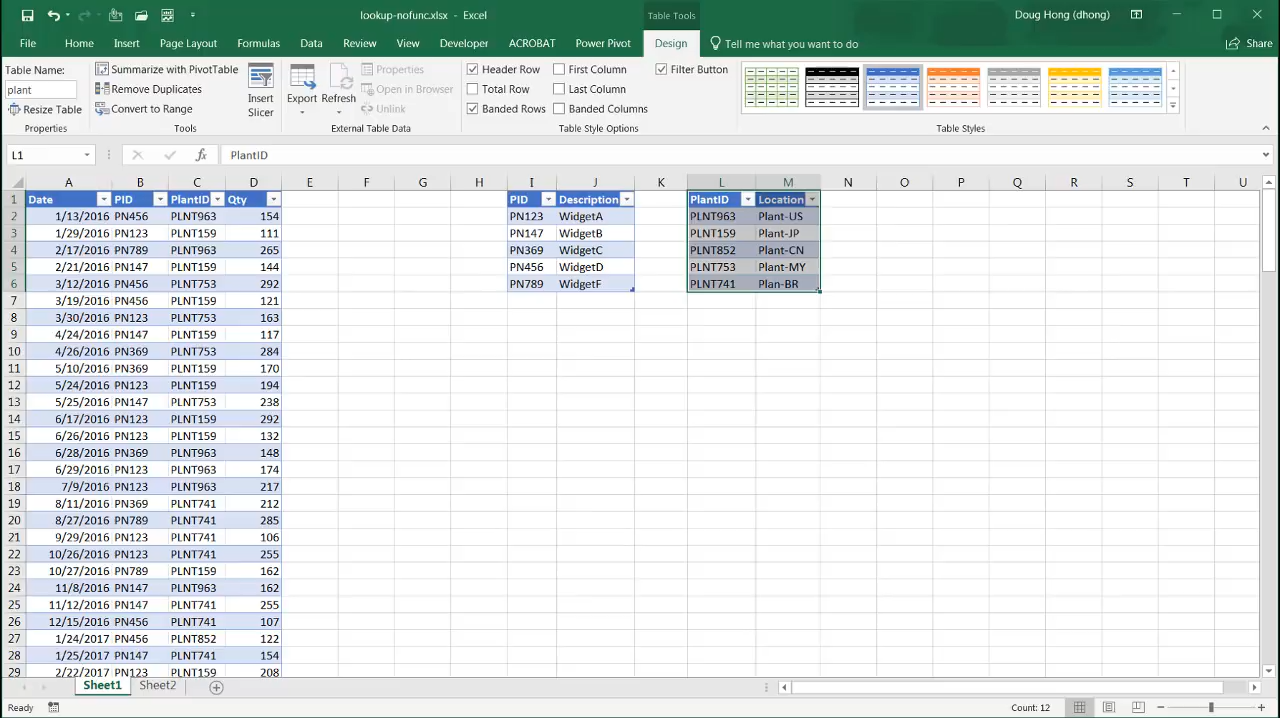 lookup-nofunc.xlsx - Excel
Table Tools
Doug Hong (dhong)
File Home Insert Page Layout Formulas Data Review View Developer ACROBAT Power Pivot Design Tell me what you want to do Share
Table Name:
plant
Resize Table
Properties
Summarize with PivotTable
Remove Duplicates
Convert to Range
Tools
Insert Slicer
Export
Refresh
Properties
Open in Browser
Unlink
External Table Data
Header Row
Total Row
Banded Rows
First Column
Last Column
Banded Columns
Filter Button
Table Style Options
Table Styles
L1 fx PlantID
A B C D E F G H I J K L M N O P Q R S T U
1 Date PID PlantID Qty PID Description PlantID Location
2 1/13/2016 PN456 PLNT963 154 PN123 WidgetA PLNT963 Plant-US
3 1/29/2016 PN123 PLNT159 111 PN147 WidgetB PLNT159 Plant-JP
4 2/17/2016 PN789 PLNT963 265 PN369 WidgetC PLNT852 Plant-CN
5 2/21/2016 PN147 PLNT159 144 PN456 WidgetD PLNT753 Plant-MY
6 3/12/2016 PN456 PLNT753 292 PN789 WidgetF PLNT741 Plan-BR
7 3/19/2016 PN456 PLNT159 121
8 3/30/2016 PN123 PLNT753 163
9 4/24/2016 PN147 PLNT159 117
10 4/26/2016 PN369 PLNT753 284
11 5/10/2016 PN369 PLNT159 170
12 5/24/2016 PN123 PLNT159 194
13 5/25/2016 PN147 PLNT753 238
14 6/17/2016 PN123 PLNT159 292
15 6/26/2016 PN123 PLNT159 132
16 6/28/2016 PN369 PLNT963 148
17 6/29/2016 PN123 PLNT963 174
18 7/9/2016 PN123 PLNT963 217
19 8/11/2016 PN369 PLNT741 212
20 8/27/2016 PN789 PLNT741 285
21 9/29/2016 PN123 PLNT741 106
22 10/26/2016 PN123 PLNT741 255
23 10/27/2016 PN789 PLNT159 162
24 11/8/2016 PN147 PLNT963 162
25 11/12/2016 PN147 PLNT741 255
26 12/15/2016 PN456 PLNT741 107
27 1/24/2017 PN456 PLNT852 122
28 1/25/2017 PN147 PLNT741 154
29 2/22/2017 PN123 PLNT159 208
Sheet1 Sheet2
Ready Count: 12